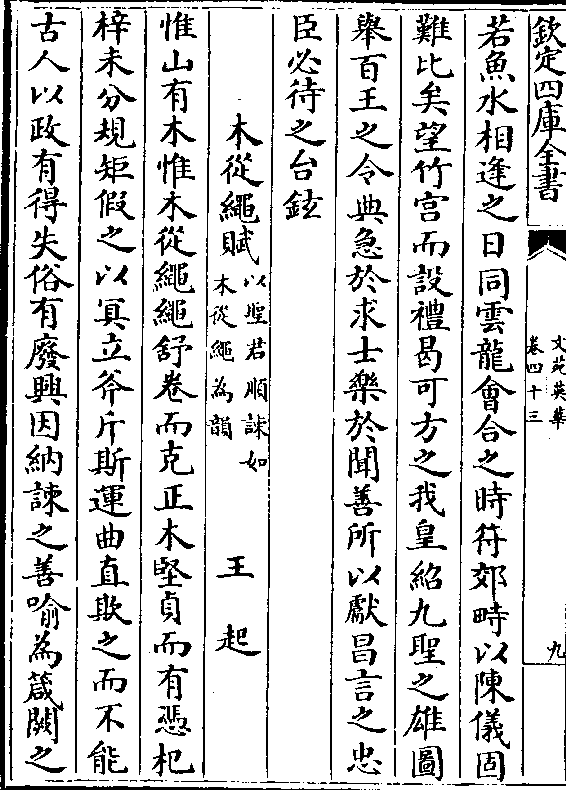 欽定四庫全書
文苑英華
卷四十三
九
若魚水相逢之日同雲龍會合之時符郊畤以陳儀固
難比矣望竹宫而設禮曷可方之我皇紹九聖之雄圖
舉百王之令典急於求士樂於聞善所以獻昌言之忠
臣必待之台鉉
木從繩賦
以聖君順諫如
木從繩為韻
王起
惟山有木惟木從繩繩舒卷而克正木堅貞而有憑杞
梓未分規矩假之以冥立斧斤斯運曲直欺之而不能
古人以政有得失俗有廢興因納諫之善喻為箴闕之